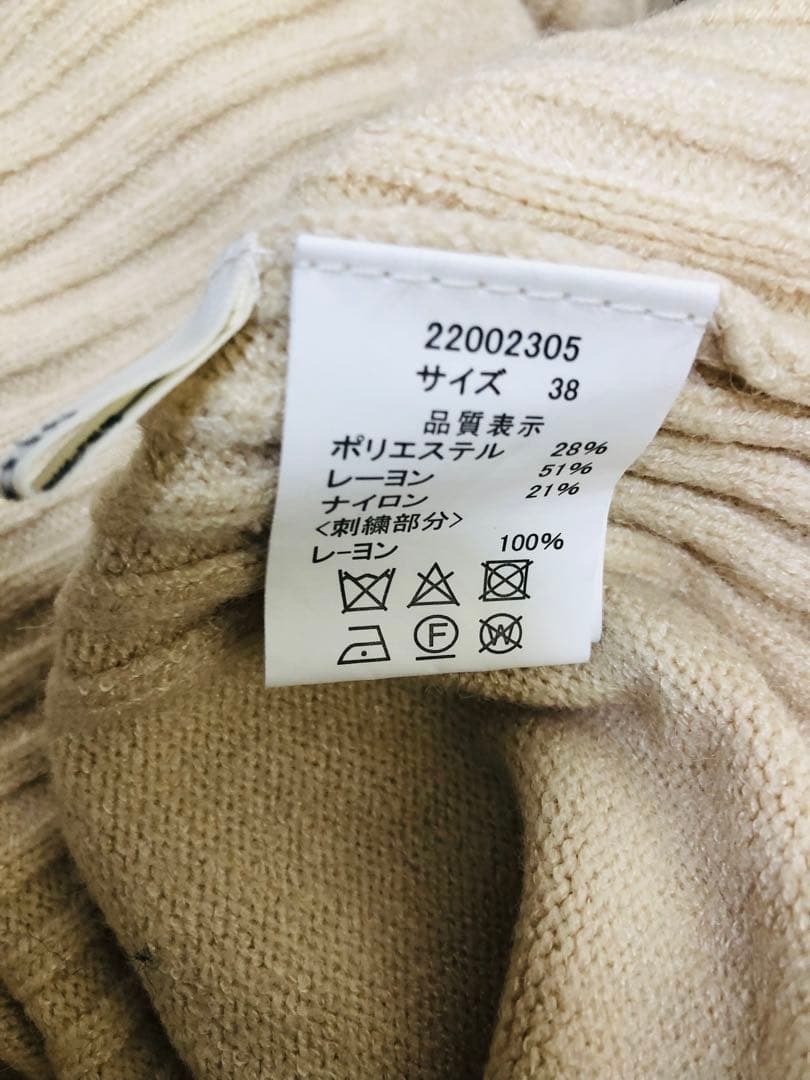 22002305
サイズ 38
品質表示
ポリエステル 28%
レーヨン 51%
ナイロン 21%
<刺繍部分>
レーヨン 100%
F W